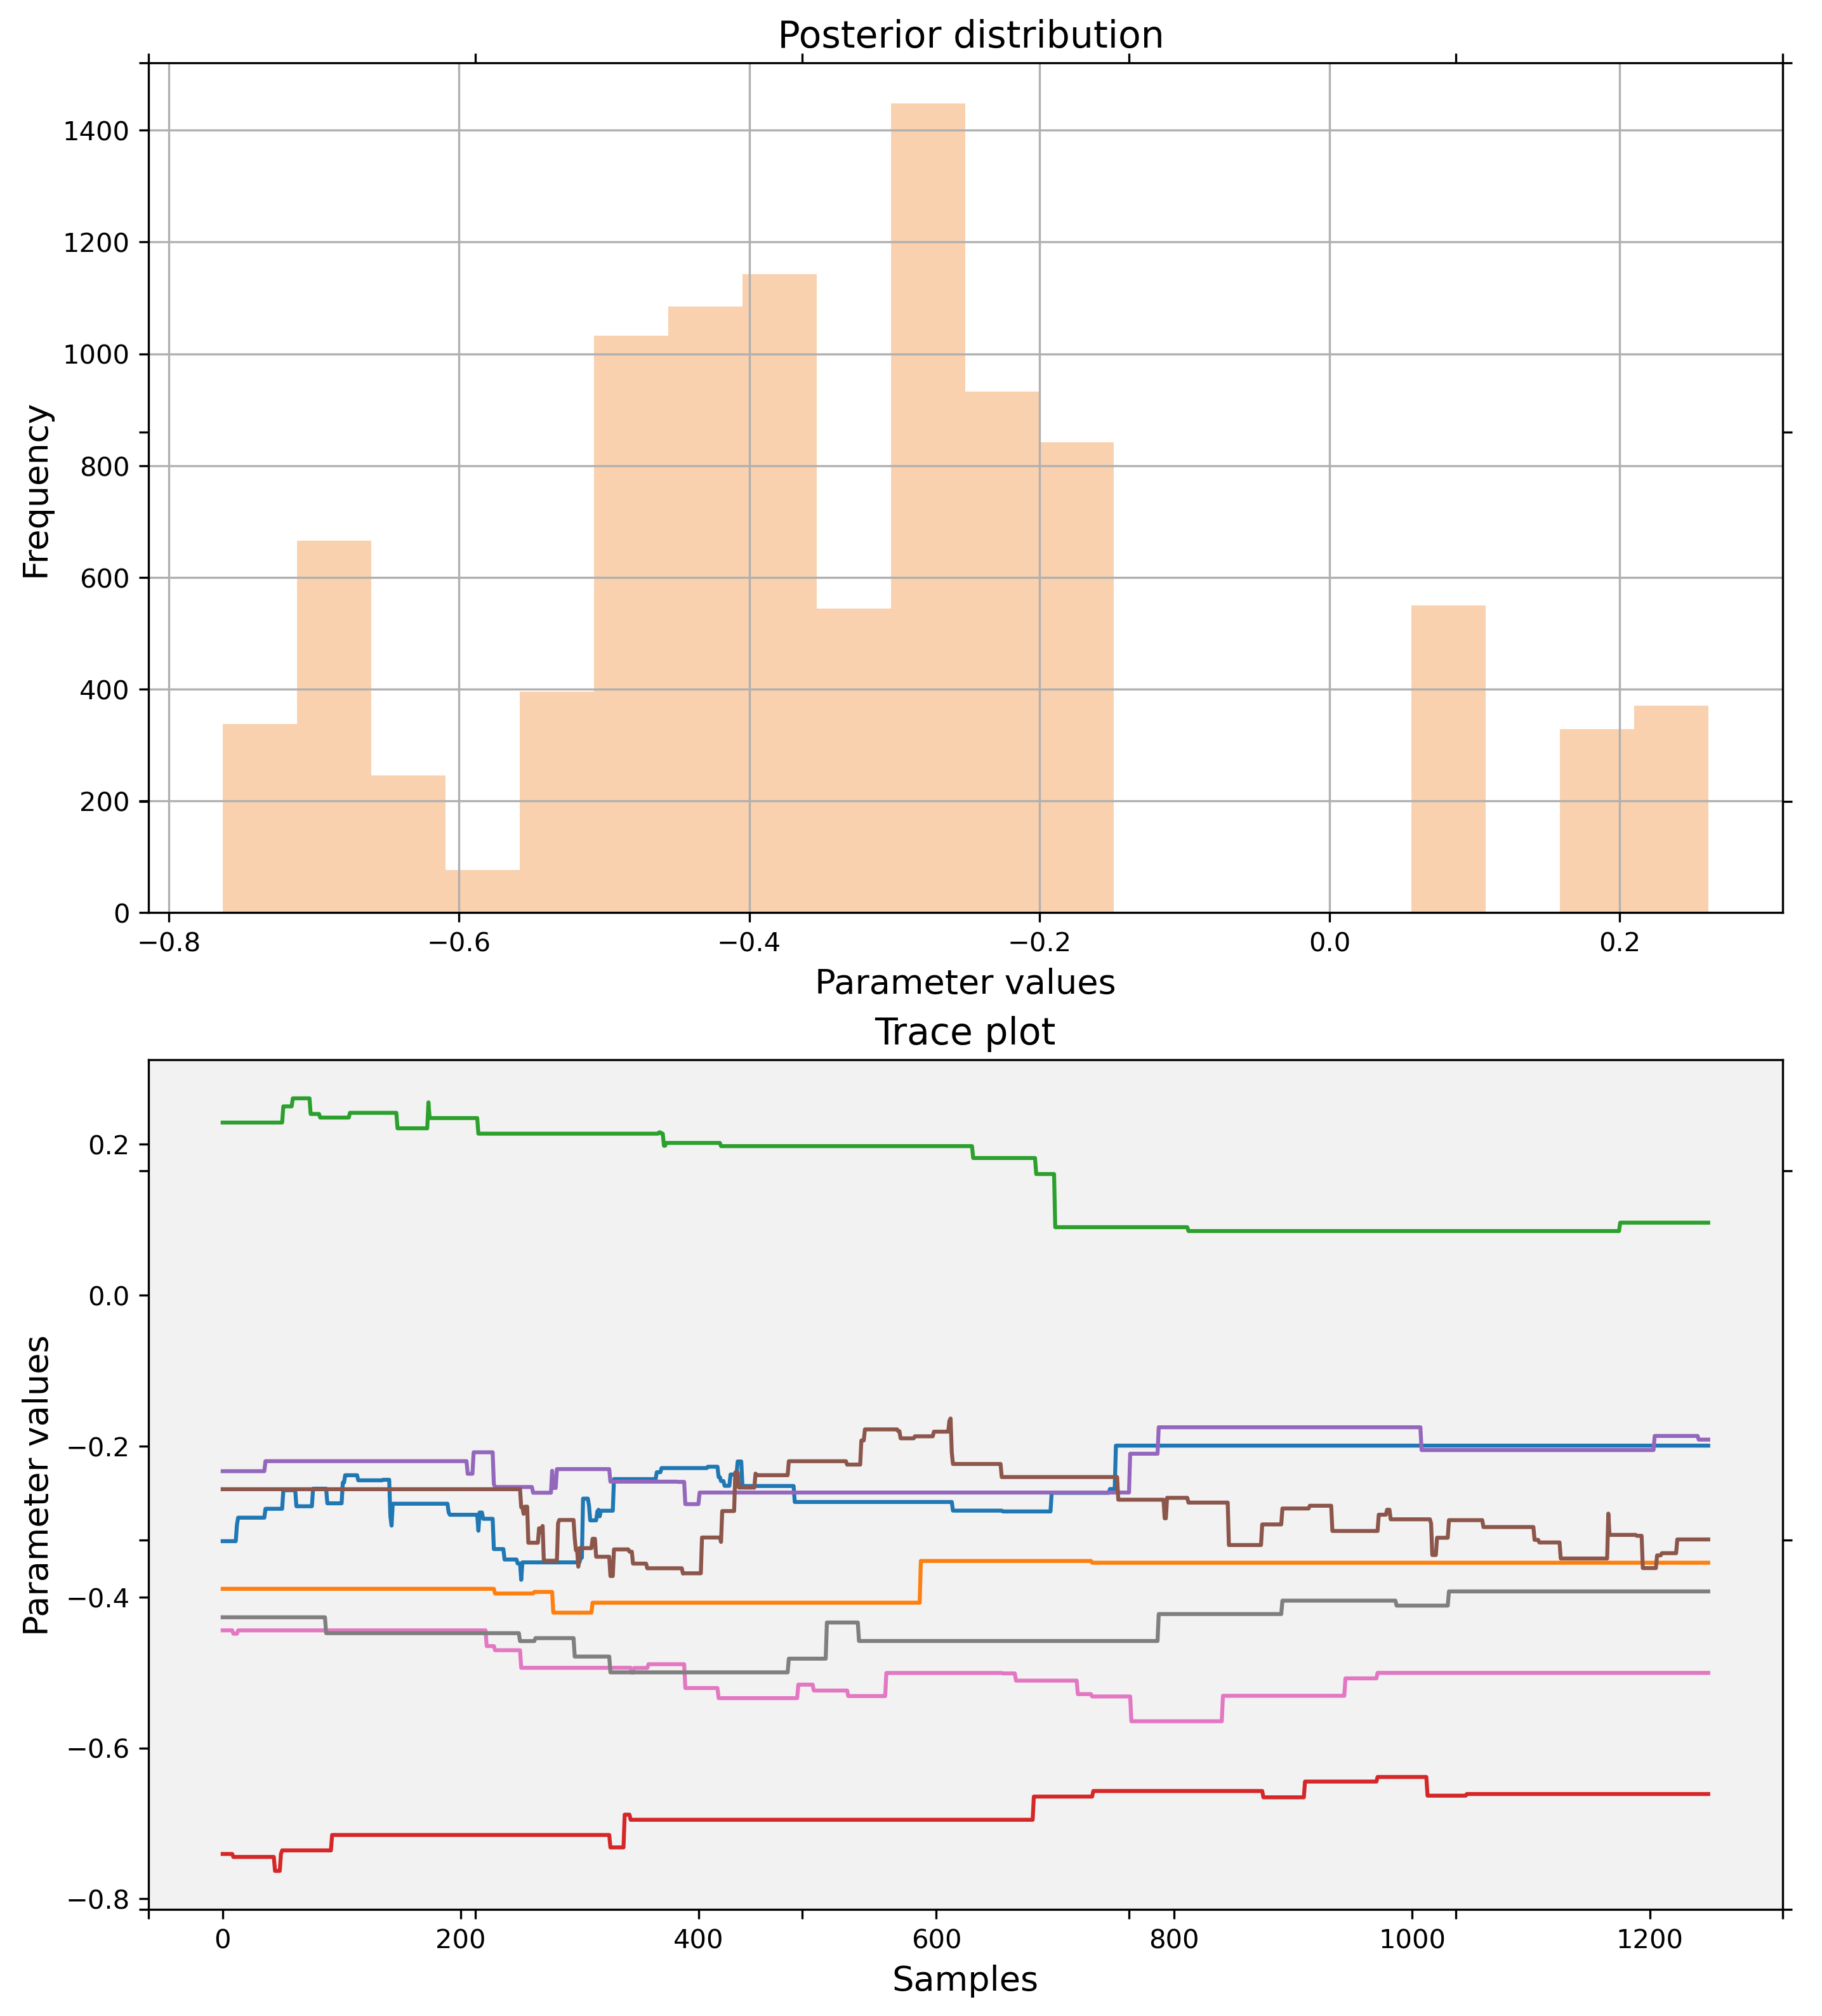 Posterior distribution
1400
1200
1000
800
600
400
200
0
Frequency
−0.8 −0.6 −0.4 −0.2 0.0 0.2
Parameter values
Trace plot
0.2
0.0
−0.2
−0.4
−0.6
−0.8
Parameter values
0 200 400 600 800 1000 1200
Samples